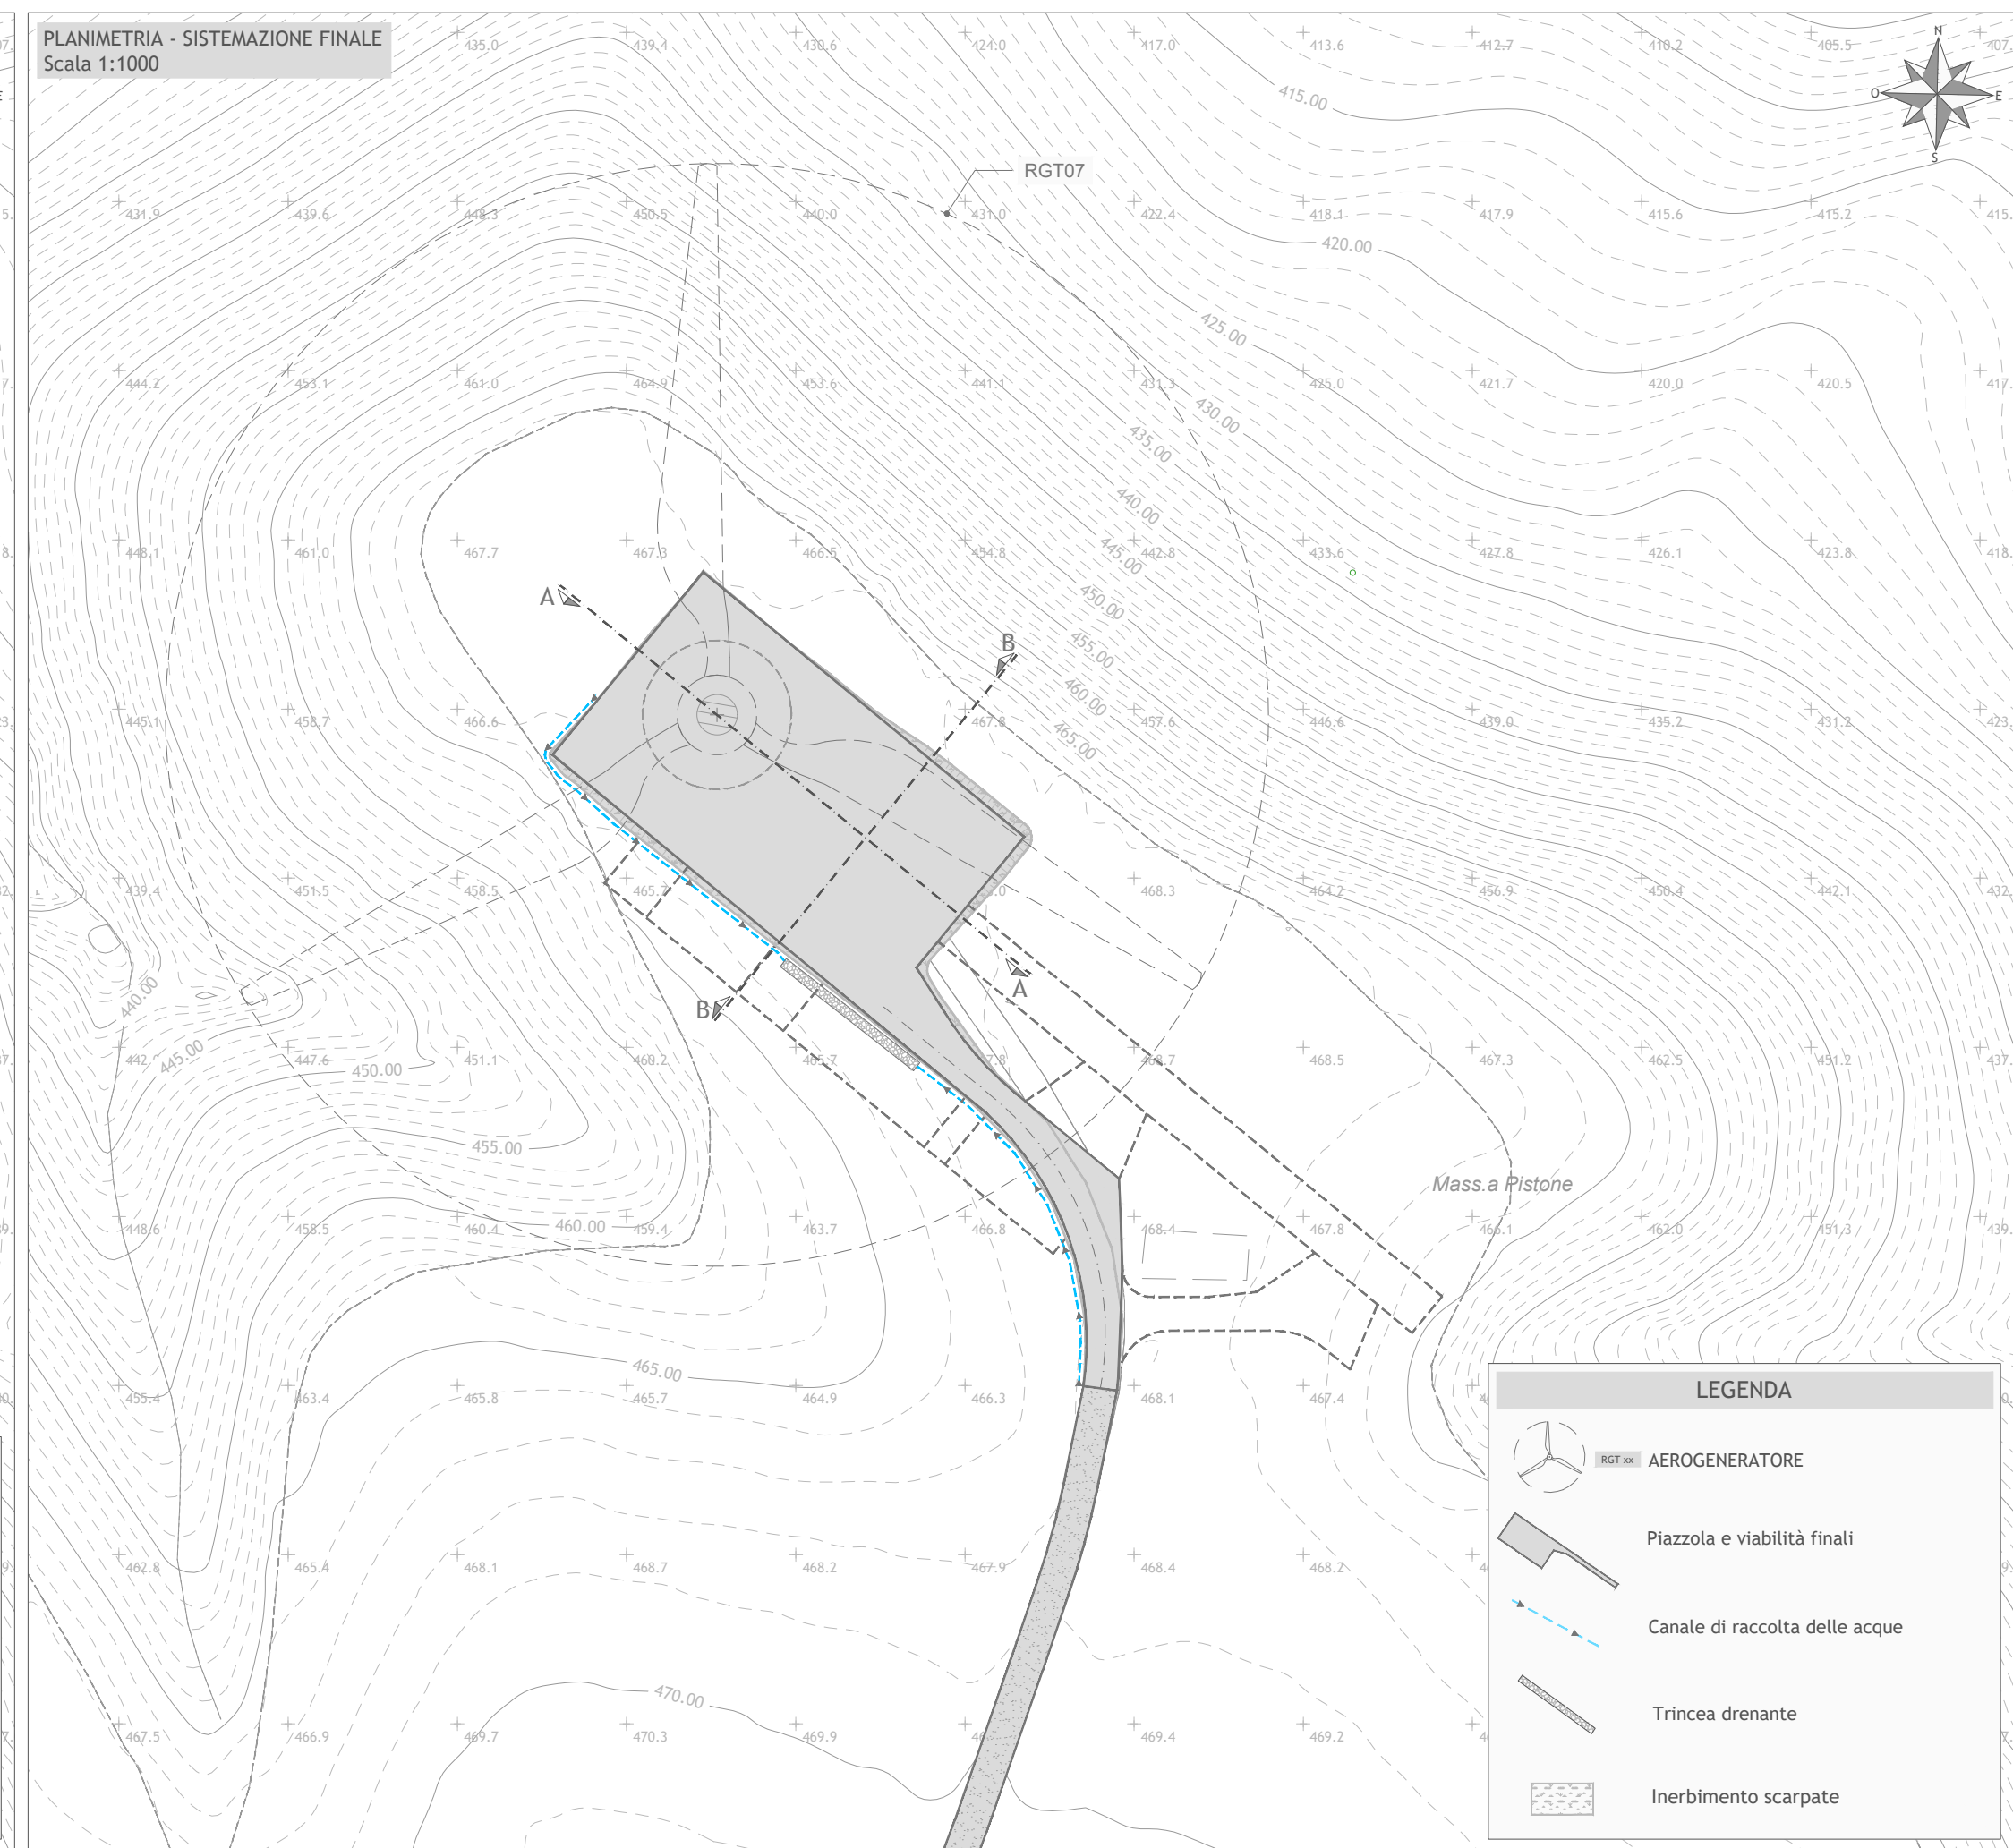 PLANIMETRIA - SISTEMAZIONE FINALE
Scala 1:1000
435.0 439.4 430.6 424.0 417.0 413.6 412.7 410.2 405.5
N
O E
S
415.00
RGT07
431.9 439.6 448.3 450.5 440.0 431.0 422.4 418.1 417.9 415.6 415.2
420.00
425.00
444.2 453.1 461.0 464.9 453.6 441.1 431.3 425.0 421.7 420.0 420.5
430.00
435.00
440.00
448.1 461.0 467.7 467.3 466.5 454.8 442.8 433.6 427.8 426.1 423.8
445.00
450.00
A
B
455.00
460.00
445.1 458.7 466.6 467.8 457.6 446.6 439.0 435.2 431.2
465.00
439.4 451.5 458.5 465.7 468.3 464.2 456.9 450.4 442.1
440.00
A
B
445.00
447.6 451.1 460.2 465.7 468.7 468.5 467.3 462.5 451.2
450.00
455.00
Mass.a Pistone
448.6 458.5 460.4 459.4 463.7 466.8 468.4 467.8 466.1 462.0 451.3
460.00
465.00
455.4 463.4 465.8 465.7 464.9 466.3 468.1 467.4
LEGENDA
RGT xx AEROGENERATORE
Piazzola e viabilità finali
462.8 465.4 468.1 468.7 468.2 467.9 468.4 468.2
Canale di raccolta delle acque
470.00
Trincea drenante
467.5 466.9 469.7 470.3 469.9 469.4 469.2
Inerbimento scarpate